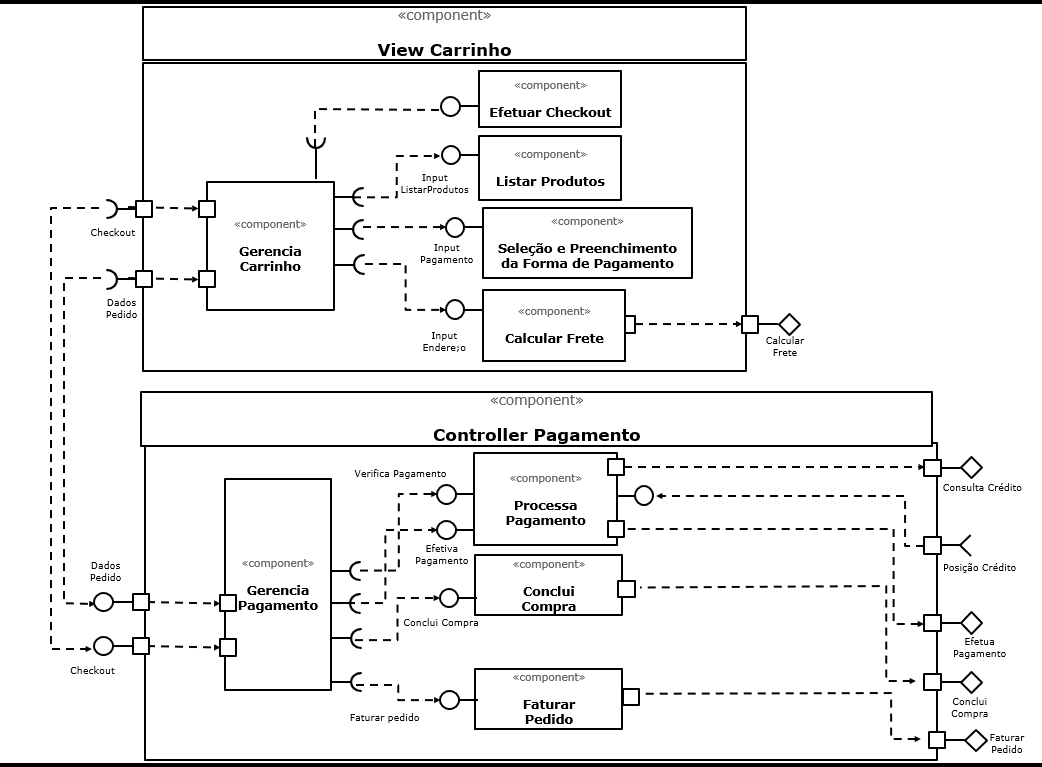 «component»
View Carrinho
«component»
Efetuar Checkout
«component»
Listar Produtos
Input
ListarProdutos
«component»
Gerencia
Carrinho
Checkout
Dados
Pedido
«component»
Seleção e Preenchimento
da Forma de Pagamento
Input
Pagamento
«component»
Calcular Frete
Input
Endere;o
Calcular
Frete
«component»
Controller Pagamento
Verifica Pagamento
«component»
Processa
Pagamento
Efetiva
Pagamento
Consulta Crédito
Posição Crédito
«component»
Gerencia
Pagamento
Dados
Pedido
Checkout
«component»
Conclui
Compra
Conclui Compra
Efetua
Pagamento
«component»
Faturar
Pedido
Faturar pedido
Conclui
Compra
Faturar
Pedido